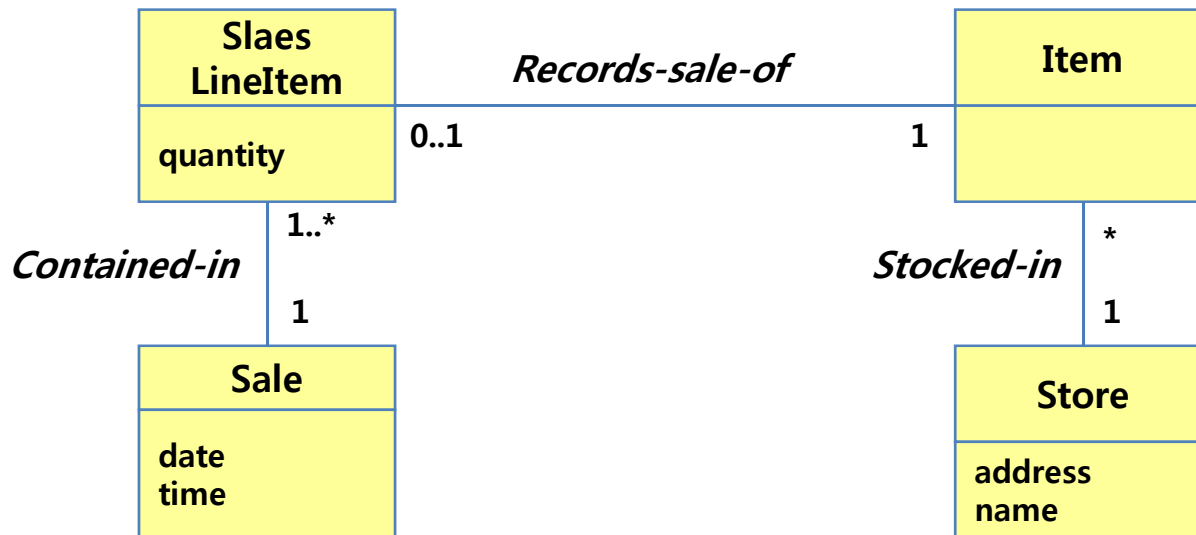 Slaes
LineItem
Records-sale-of
Item
quantity
0..1
1
1..*
*
Contained-in
Stocked-in
1
1
Sale
Store
date
time
address
name